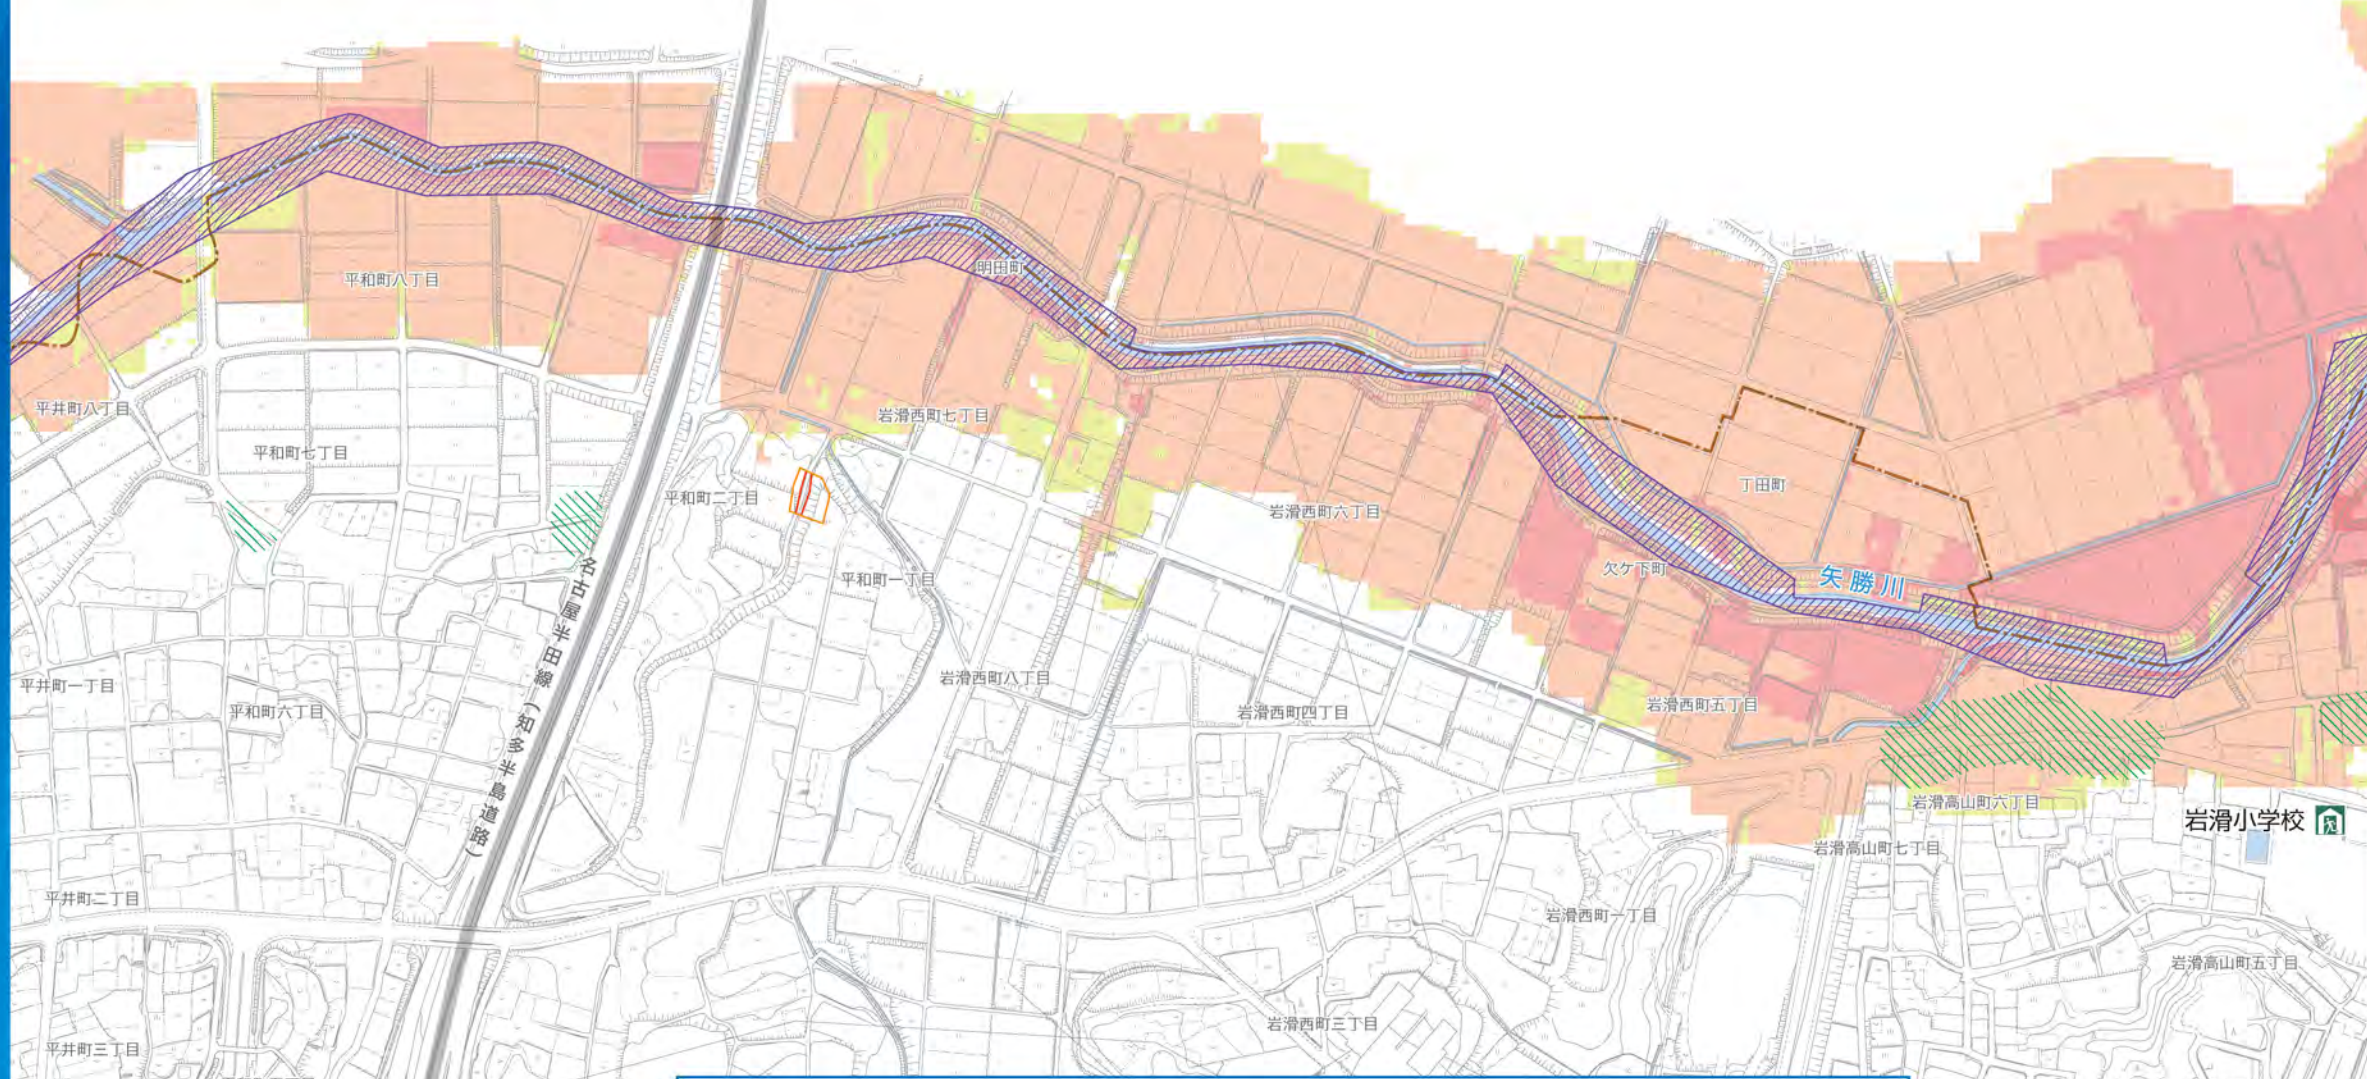 明田町
平和町八丁目
平井町八丁目
岩滑西町七丁目
平和町七丁目
丁田町
平和町二丁目
岩滑西町六丁目
欠ケ下町
平和町一丁目
矢勝川
名古屋半田線(知多半島道路)
岩滑西町八丁目
平井町一丁目
岩滑西町五丁目
平和町六丁目
岩滑西町四丁目
岩滑高山町六丁目
岩滑小学校
岩滑高山町七丁目
平井町二丁目
岩滑西町一丁目
岩滑高山町五丁目
岩滑西町三丁目
平井町三丁目